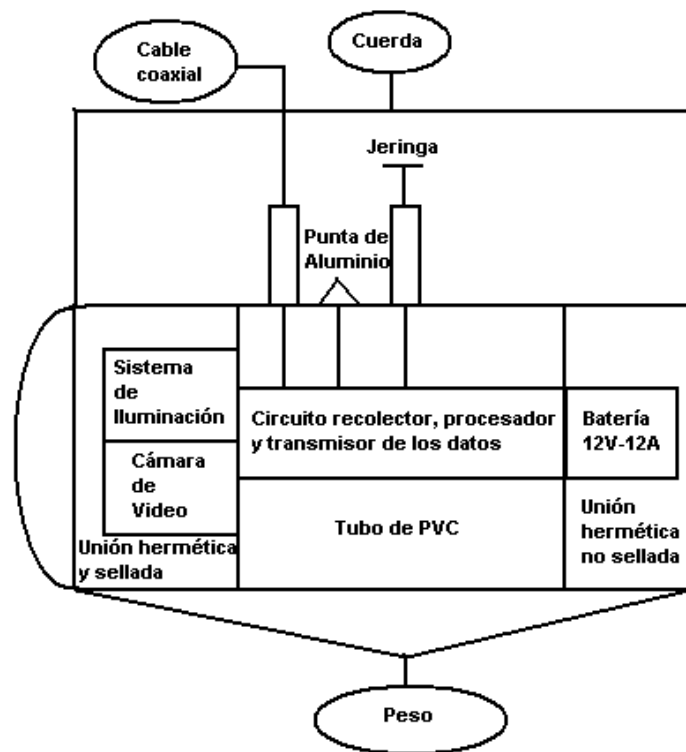 Cable
coaxial
Cuerda
Jeringa
Punta de
Aluminio
Sistema
de
Iluminación
Cámara
de
Video
Unión hermética
y sellada
Circuito recolector, procesador
y transmisor de los datos
Tubo de PVC
Batería
12V-12A
Unión
hermética
no sellada
Peso